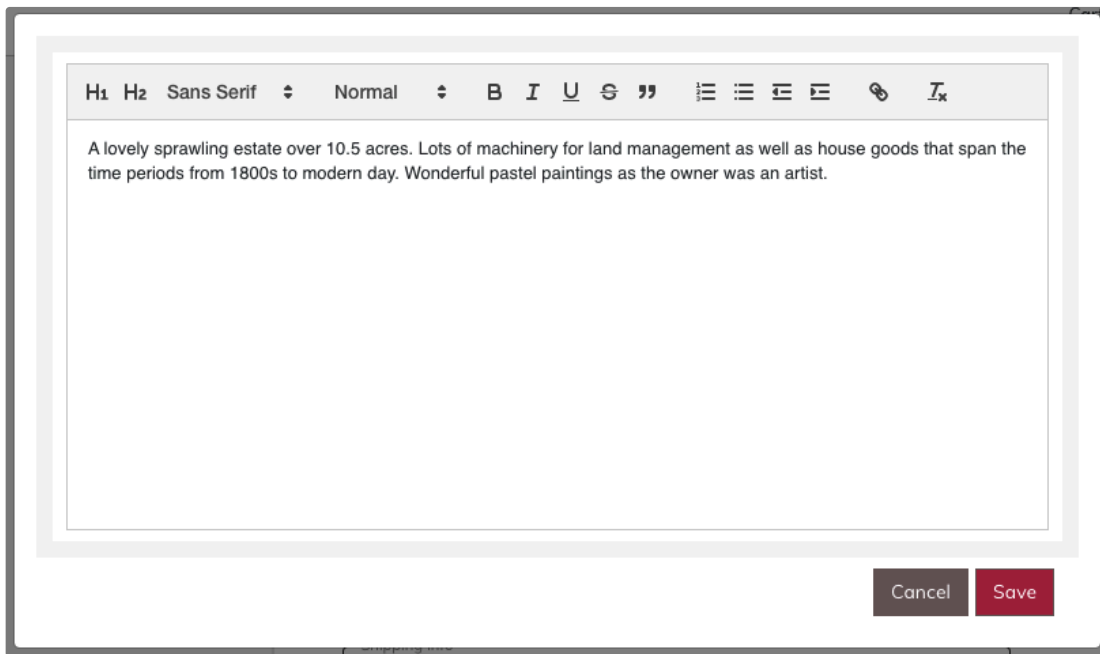 H1 H2 Sans Serif Normal B I U S
A lovely sprawling estate over 10.5 acres. Lots of machinery for land management as well as house goods that span the
time periods from 1800s to modern day. Wonderful pastel paintings as the owner was an artist.
Cancel Save